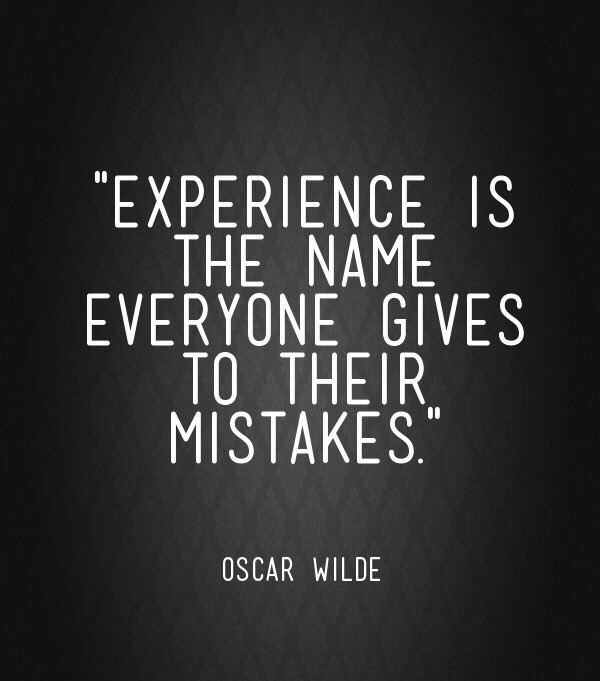 "EXPERIENCE IS
THE NAME
EVERYONE GIVES
TO THEIR
MISTAKES."
OSCAR WILDE